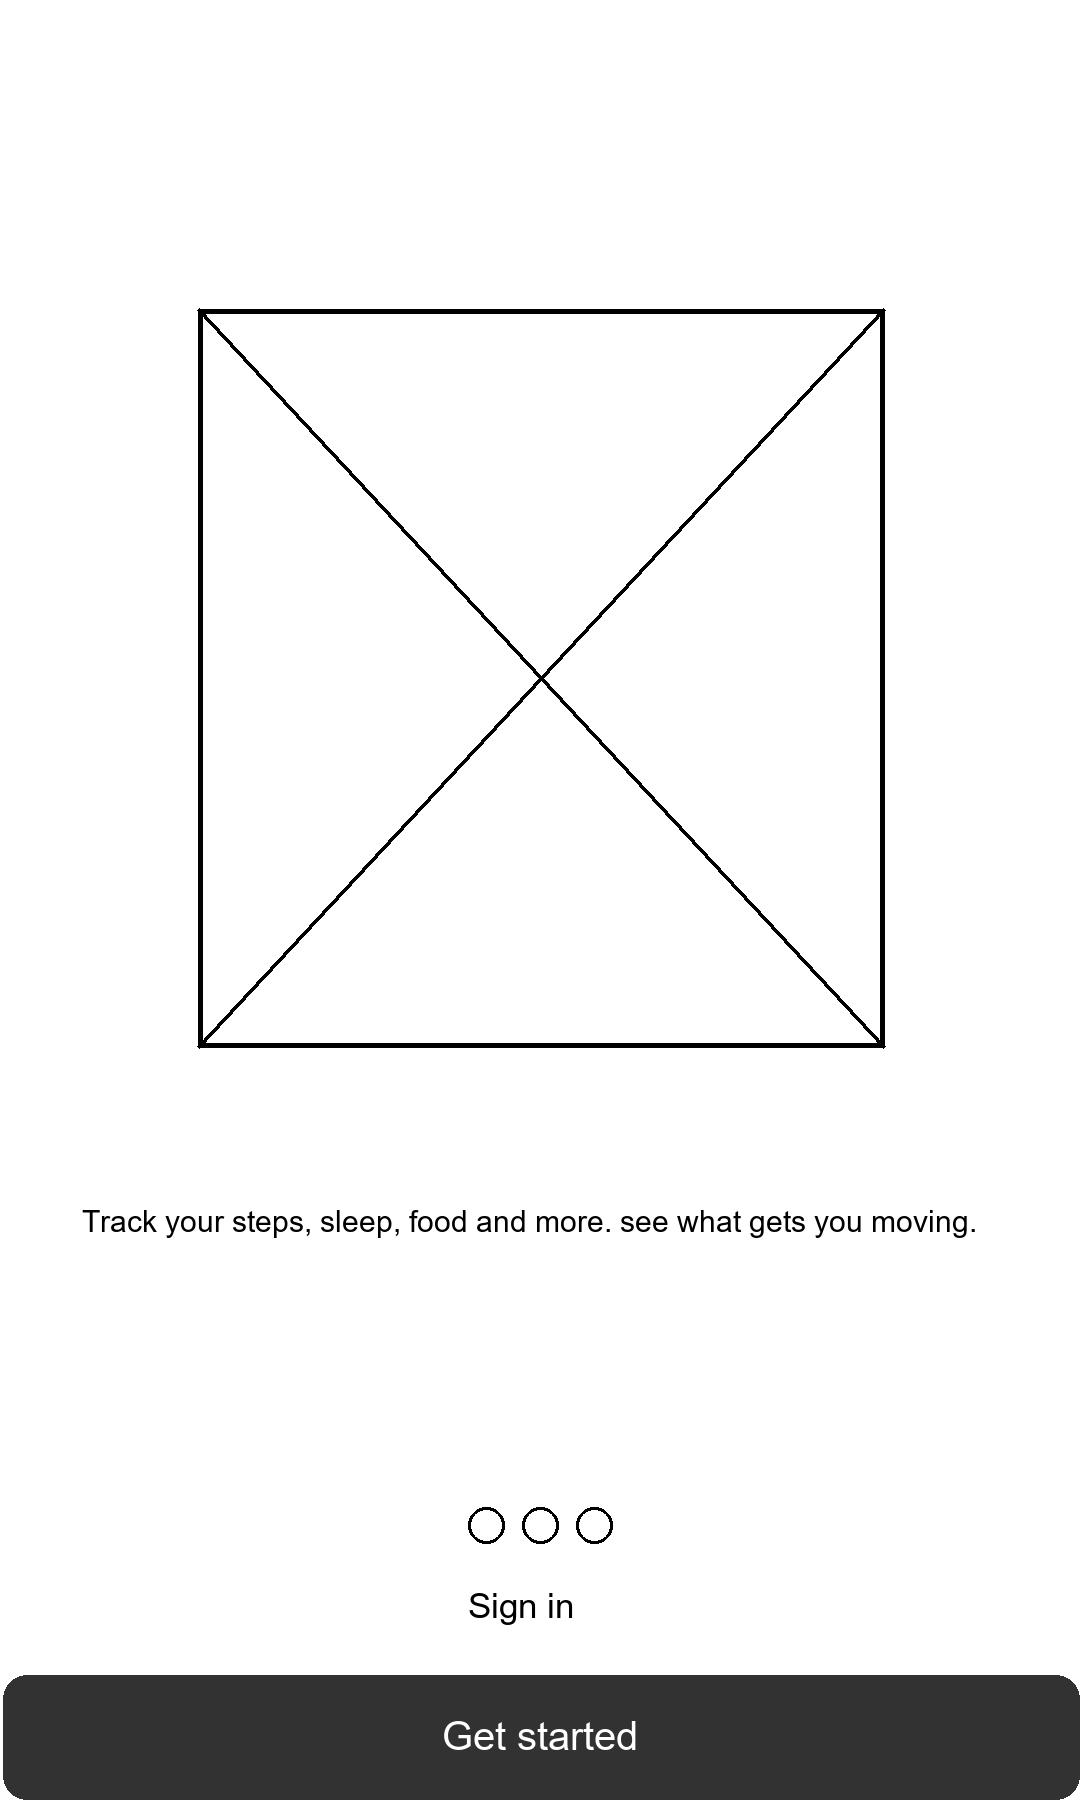 Track your steps, sleep, food and more. see what gets you moving.
Sign in
Get started